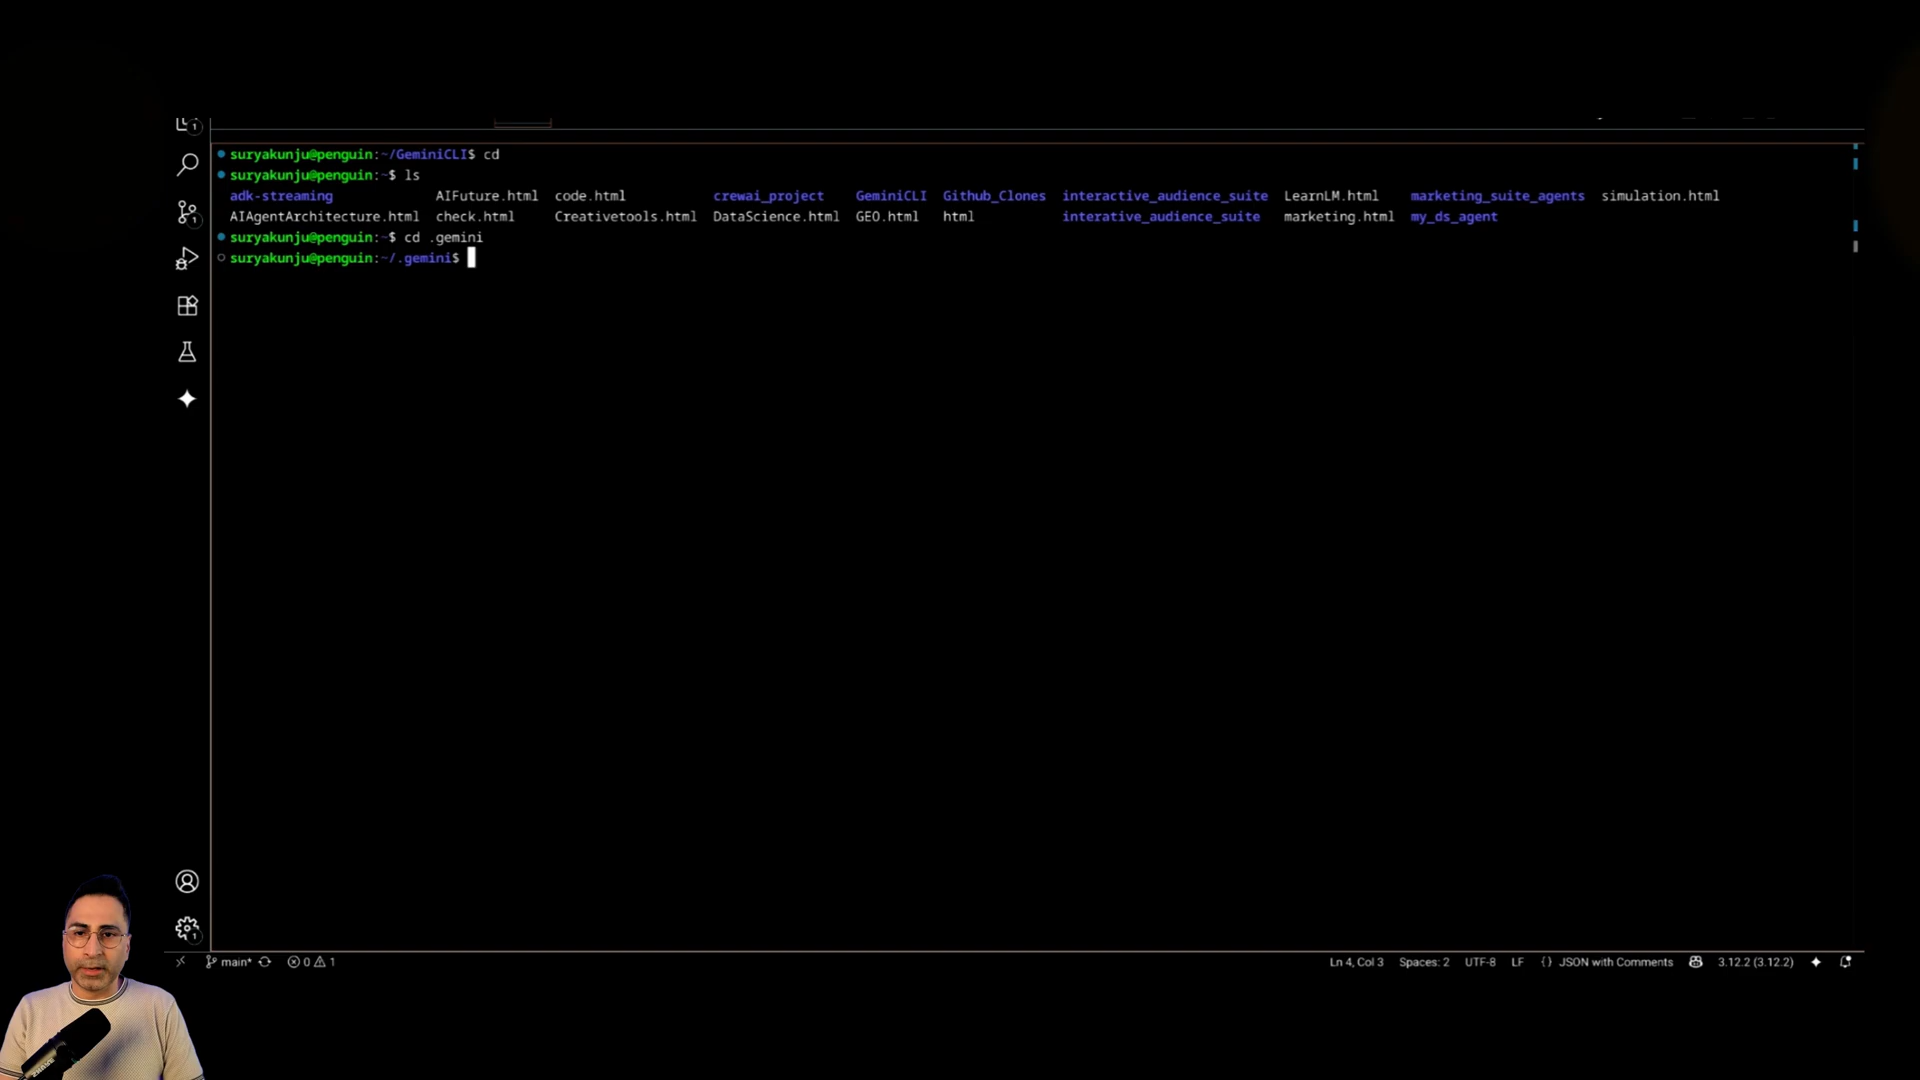 1
suryakunju@penguin:~/GeminiCLI$ cd
suryakunju@penguin:~$ ls
adk-streaming AIFuture.html code.html crewai_project GeminiCLI Github_Clones interactive_audience_suite LearnLM.html marketing_suite_agents simulation.html
AIAgentArchitecture.html check.html Creativetools.html DataScience.html GEO.html html interative_audience_suite marketing.html my_ds_agent
1
suryakunju@penguin:~$ cd .gemini
suryakunju@penguin:~/.gemini$
1
main* 0 1 Ln 4, Col 3 Spaces: 2 UTF-8 LF {} JSON with Comments 3.12.2 (3.12.2)